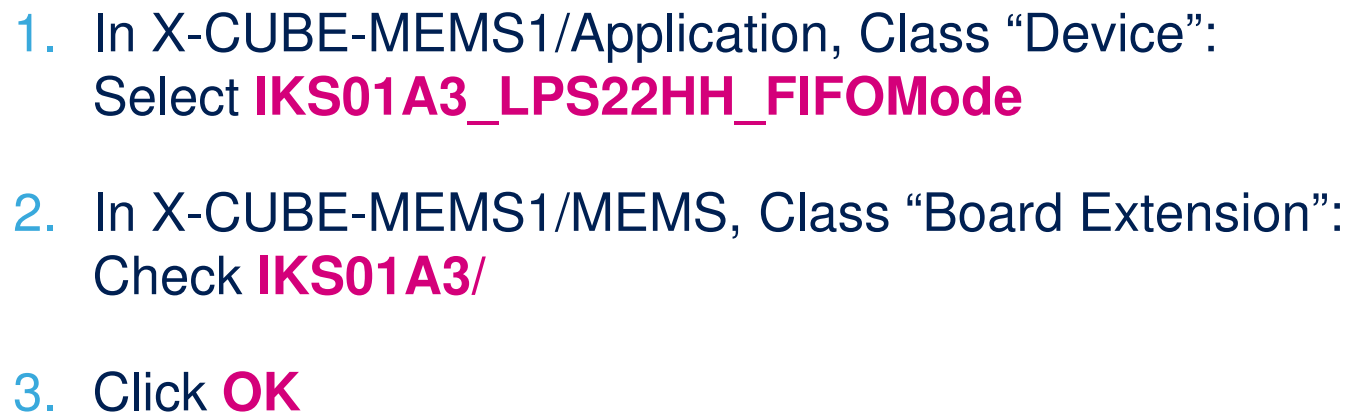 1. In X-CUBE-MEMS1/Application, Class “Device”:
Select IKS01A3_LPS22HH_FIFOMode
2. In X-CUBE-MEMS1/MEMS, Class “Board Extension”:
Check IKS01A3/
3. Click OK